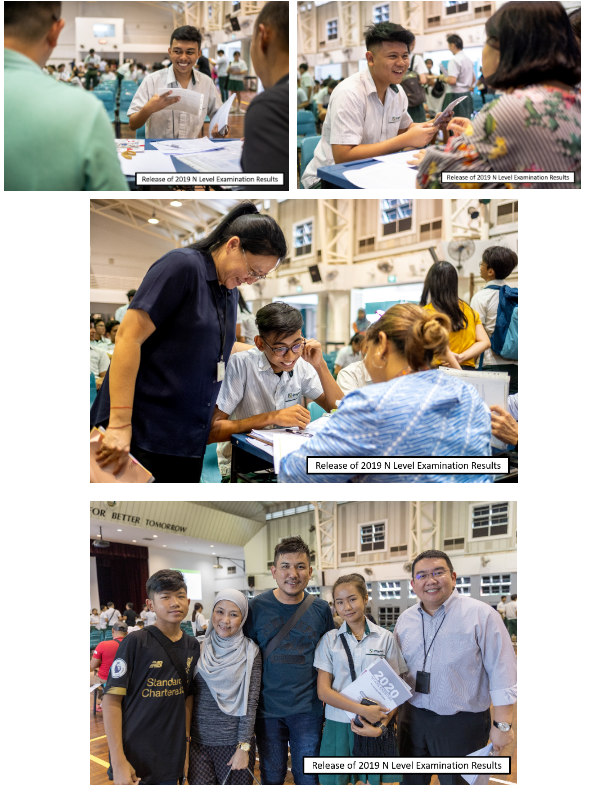 Release of 2019 N Level Examination Results
Release of 2019 N Level Examination Results
Release of 2019 N Level Examination Results
FOR BETTER TOMORROW
Standard
Chartered
2020
Release of 2019 N Level Examination Results